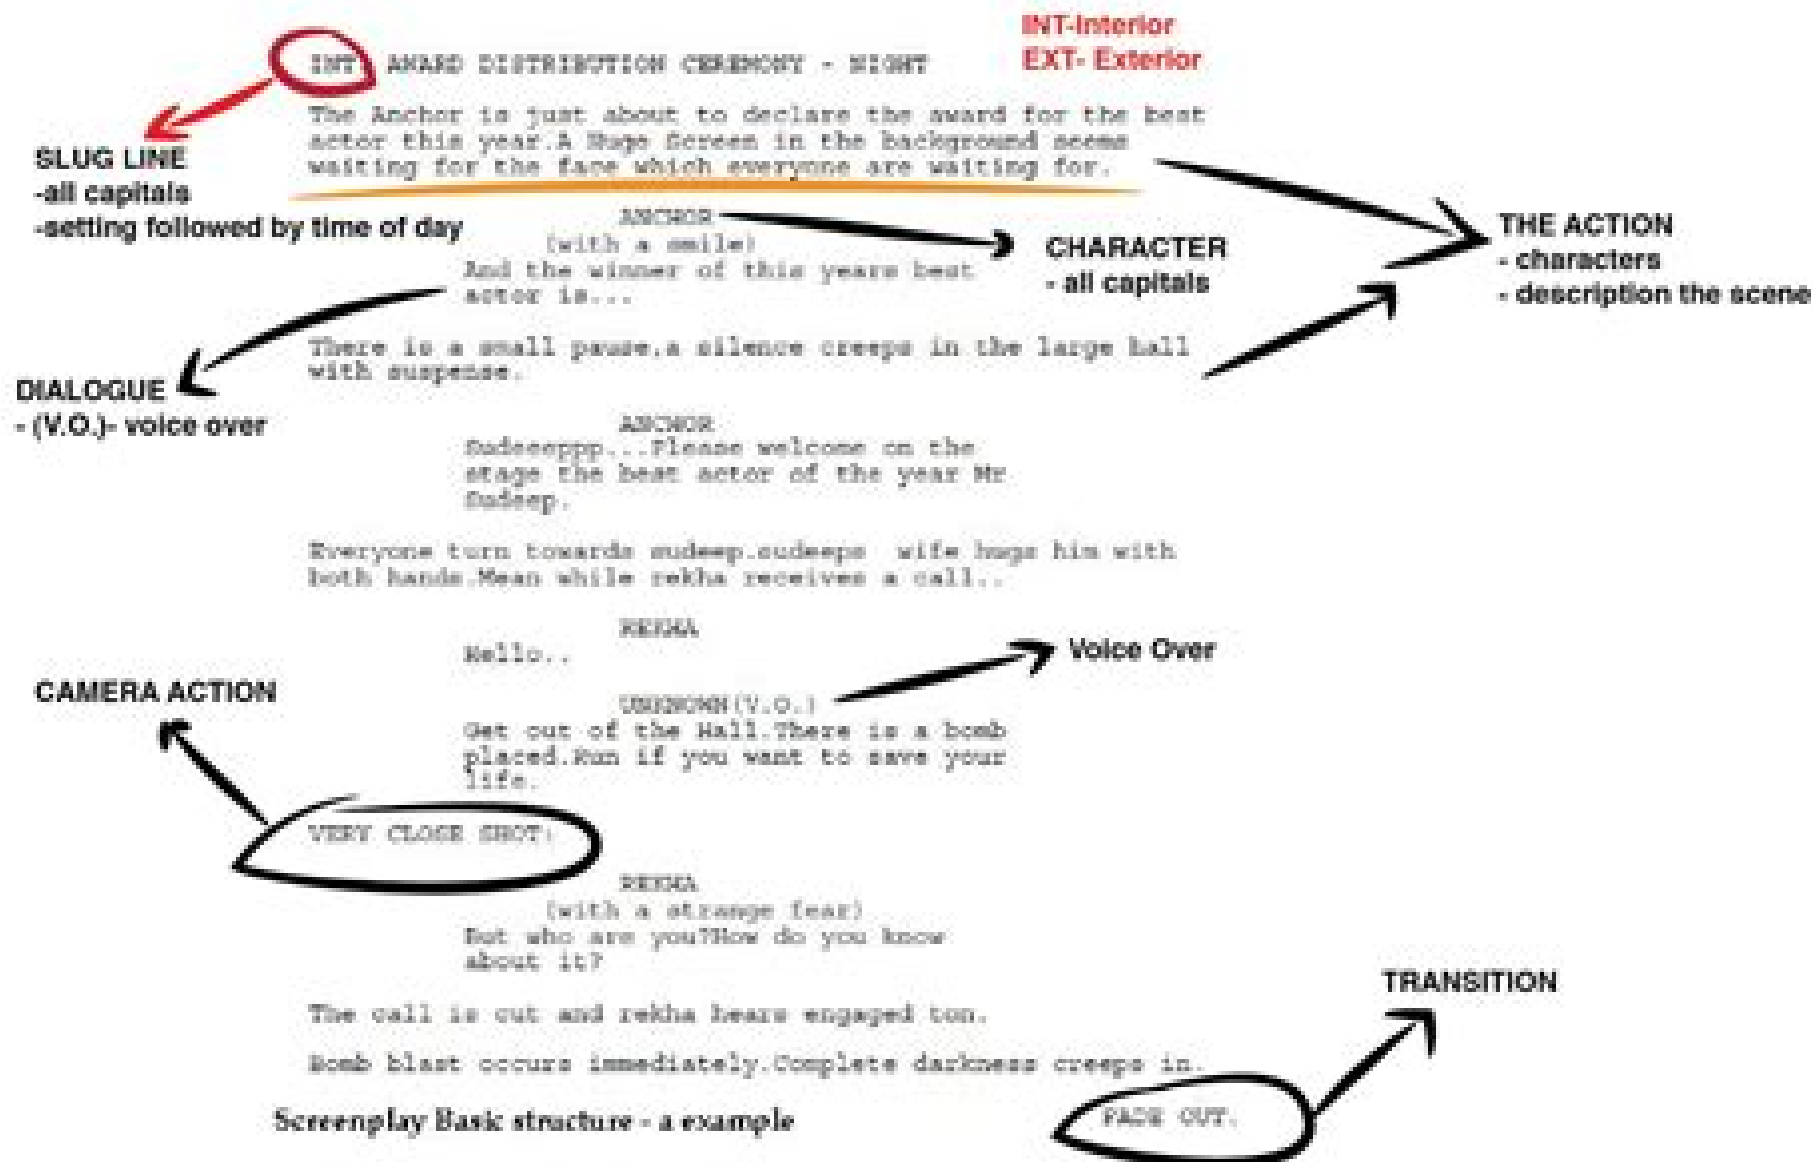 INT-Interior
EXT- Exterior
INT AWARD DISTRIBUTION CEREMONY - NIGHT
The Anchor is just about to declare the award for the best
actor this year.A Huge Screen in the background seems
waiting for the face which everyone are waiting for.
SLUG LINE
-all capitals
-setting followed by time of day
ANCHOR
(with a smile)
And the winner of this years best
actor is...
CHARACTER
- all capitals
THE ACTION
- characters
- description the scene
There is a small pause,a silence creeps in the large hall
with suspense.
DIALOGUE
- (V.O.)- voice over
ANCHOR
Sudeeeppp...Please welcome on the
stage the best actor of the year Mr
Sudeep.
Everyone turn towards sudeep.sudeeps wife hugs him with
both hands.Mean while rekha receives a call..
REKHA
Hello..
Voice Over
CAMERA ACTION
UNKNOWN(V.O.)
Get out of the Hall.There is a bomb
placed.Run if you want to save your
life.
VERY CLOSE SHOT:
REKHA
(with a strange fear)
But who are you?How do you know
about it?
TRANSITION
The call is cut and rekha hears engaged ton.
Bomb blast occurs immediately.Complete darkness creeps in.
FADE OUT.
Screenplay Basic structure - a example